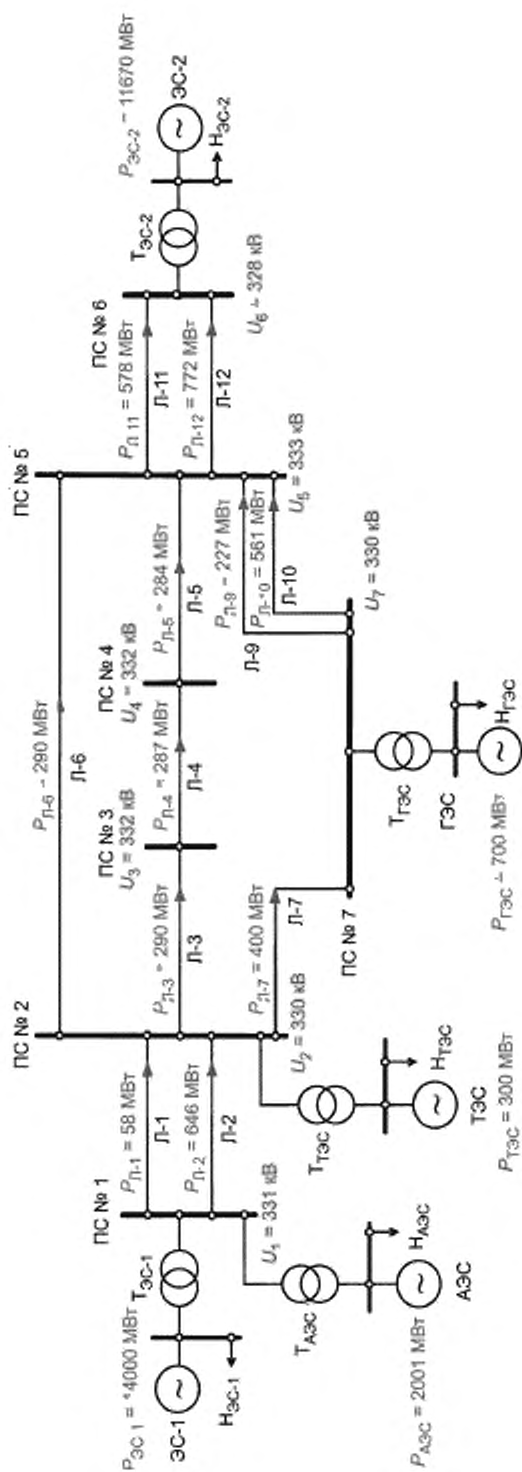 P_ЭС-1 = *4000 МВт
ЭС-1
Н_ЭС-1
Т_ЭС-1
ПС № 1
U_1 = 331 кВ
Т_АЭС
Н_АЭС
АЭС
P_АЭС = 2001 МВт
P_Л-1 = 58 МВт
Л-1
P_Л-2 = 646 МВт
Л-2
ПС № 2
U_2 = 330 кВ
Т_ТЭС
Н_ТЭС
ТЭС
P_ТЭС = 300 МВт
P_Л-6 = 290 МВт
Л-6
P_Л-3 = 290 МВт
Л-3
P_Л-7 = 400 МВт
Л-7
ПС № 3
U_3 = 332 кВ
P_Л-4 = 287 МВт
Л-4
ПС № 4
U_4 = 332 кВ
P_Л-5 = 284 МВт
Л-5
ПС № 7
U_7 = 330 кВ
Т_ГЭС
Н_ГЭС
ГЭС
P_ГЭС = 700 МВт
P_Л-9 = 227 МВт
Л-9
P_Л-10 = 561 МВт
Л-10
ПС № 5
U_5 = 333 кВ
P_Л-11 = 578 МВт
Л-11
P_Л-12 = 772 МВт
Л-12
ПС № 6
U_6 = 328 кВ
Т_ЭС-2
P_ЭС-2 = 11670 МВт
ЭС-2
Н_ЭС-2